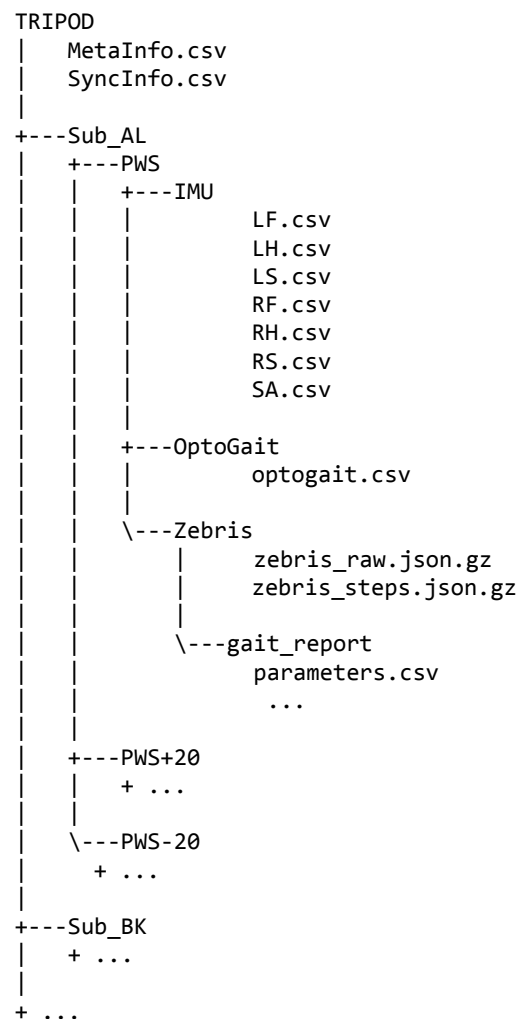 TRIPOD
|   MetaInfo.csv
|   SyncInfo.csv
|
+---Sub_AL
|   +---PWS
|   |   +---IMU
|   |   |       LF.csv
|   |   |       LH.csv
|   |   |       LS.csv
|   |   |       RF.csv
|   |   |       RH.csv
|   |   |       RS.csv
|   |   |       SA.csv
|   |   |
|   |   +---OptoGait
|   |   |       optogait.csv
|   |   |
|   |   \---Zebris
|   |       |   zebris_raw.json.gz
|   |       |   zebris_steps.json.gz
|   |       |
|   |       \---gait_report
|   |           parameters.csv
|   |            ...
|   |
|   +---PWS+20
|   |   + ...
|   |
|   \---PWS-20
|     + ...
|
+---Sub_BK
|   + ...
|
+ ...